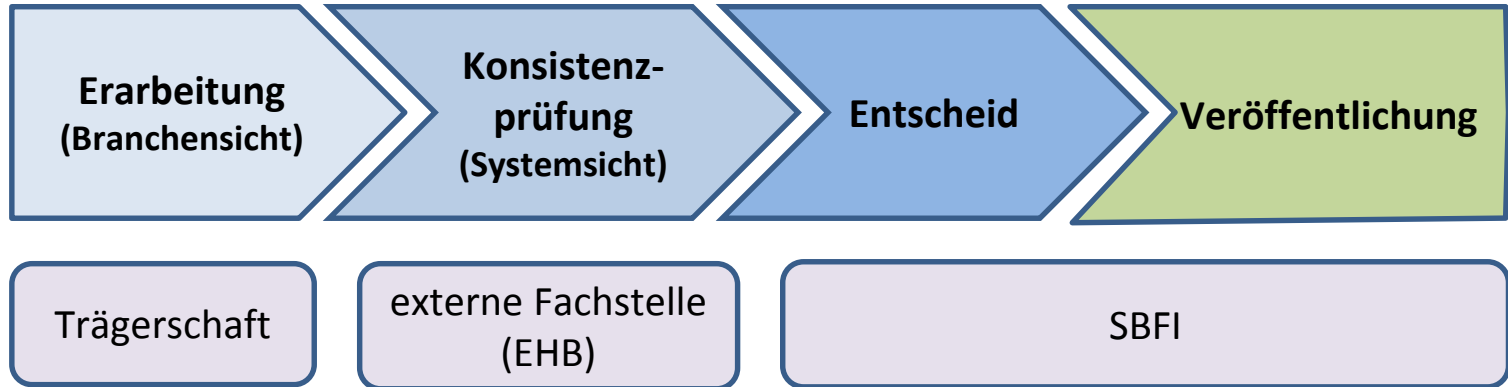 Erarbeitung
(Branchensicht)
Konsistenz-
prüfung
(Systemsicht)
Entscheid
Veröffentlichung
Trägerschaft
externe Fachstelle
(EHB)
SBFI